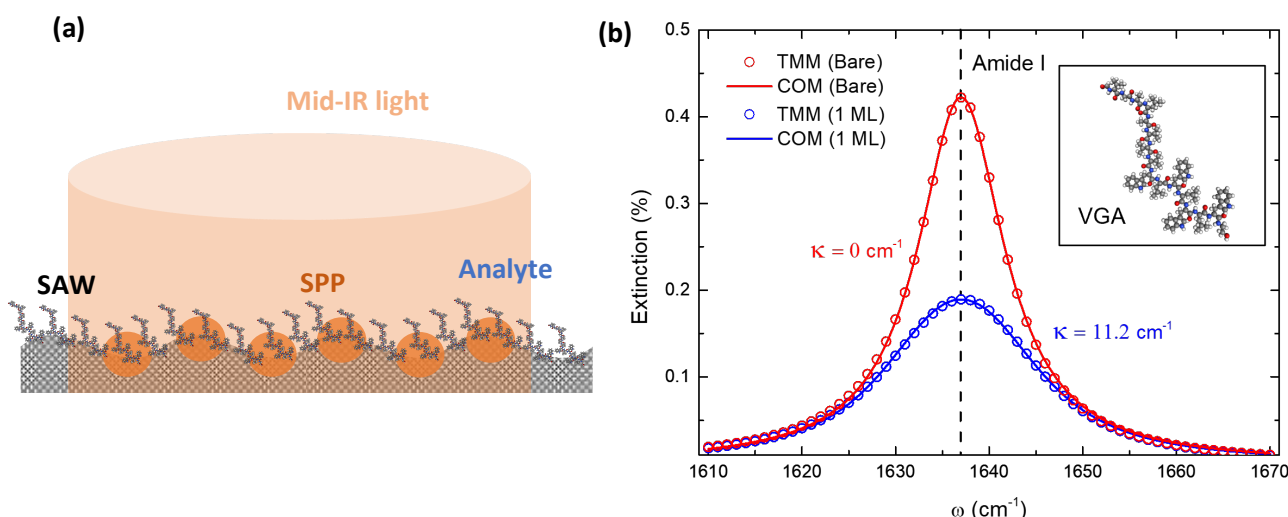 (a)
Mid-IR light
SAW
SPP
Analyte
(b)
TMM (Bare)
COM (Bare)
TMM (1 ML)
COM (1 ML)
Amide I
VGA
κ = 0 cm⁻¹
κ = 11.2 cm⁻¹
Extinction (%)
0.5
0.4
0.3
0.2
0.1
1610 1620 1630 1640 1650 1660 1670
ω (cm⁻¹)